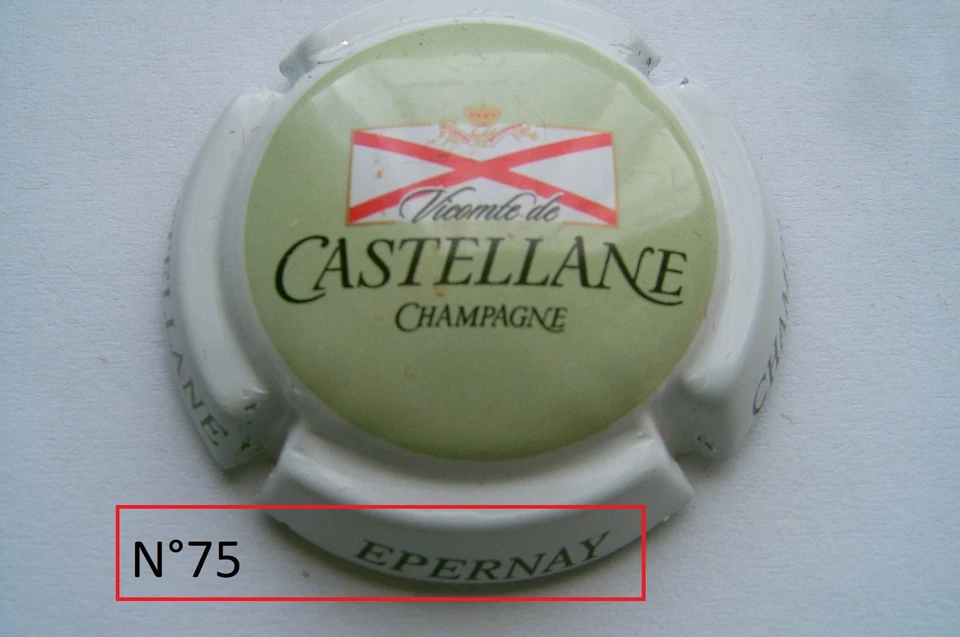 Vicomte de
CASTELLANE
CHAMPAGNE
EPERNAY
N°75